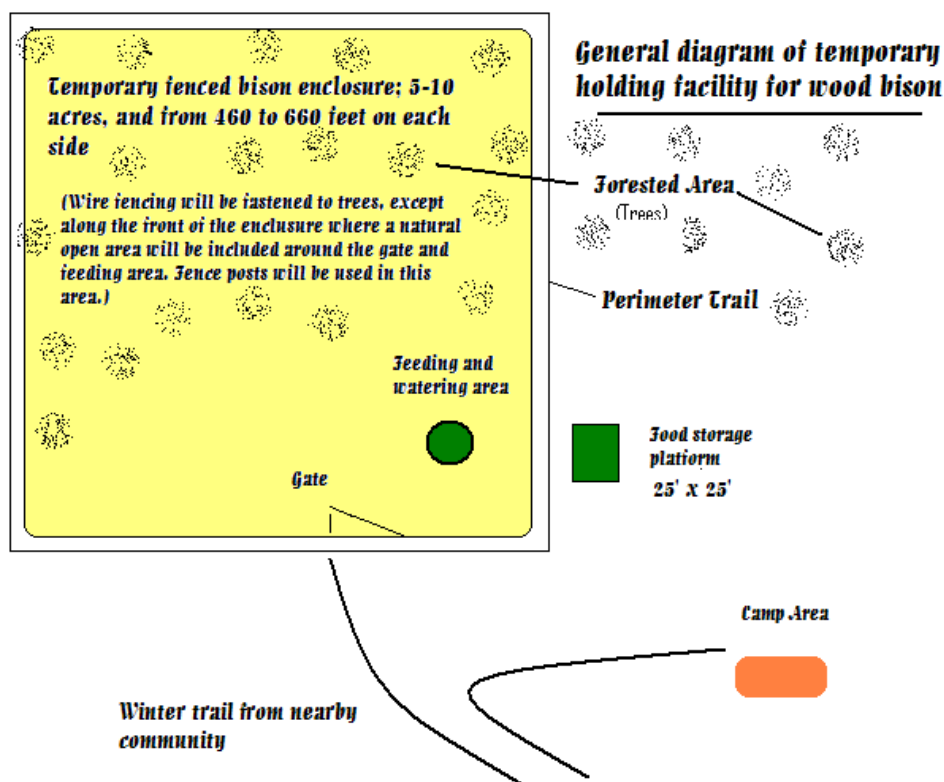 General diagram of temporary
holding facility for wood bison
Temporary fenced bison enclosure; 5-10
acres, and from 460 to 660 feet on each
side
(Wire fencing will be fastened to trees, except
along the front of the enclusure where a natural
open area will be included around the gate and
feeding area. Fence posts will be used in this
area.)
Forested Area
(Trees)
Perimeter Trail
Feeding and
watering area
Food storage
platform
25' x 25'
Gate
Camp Area
Winter trail from nearby
community